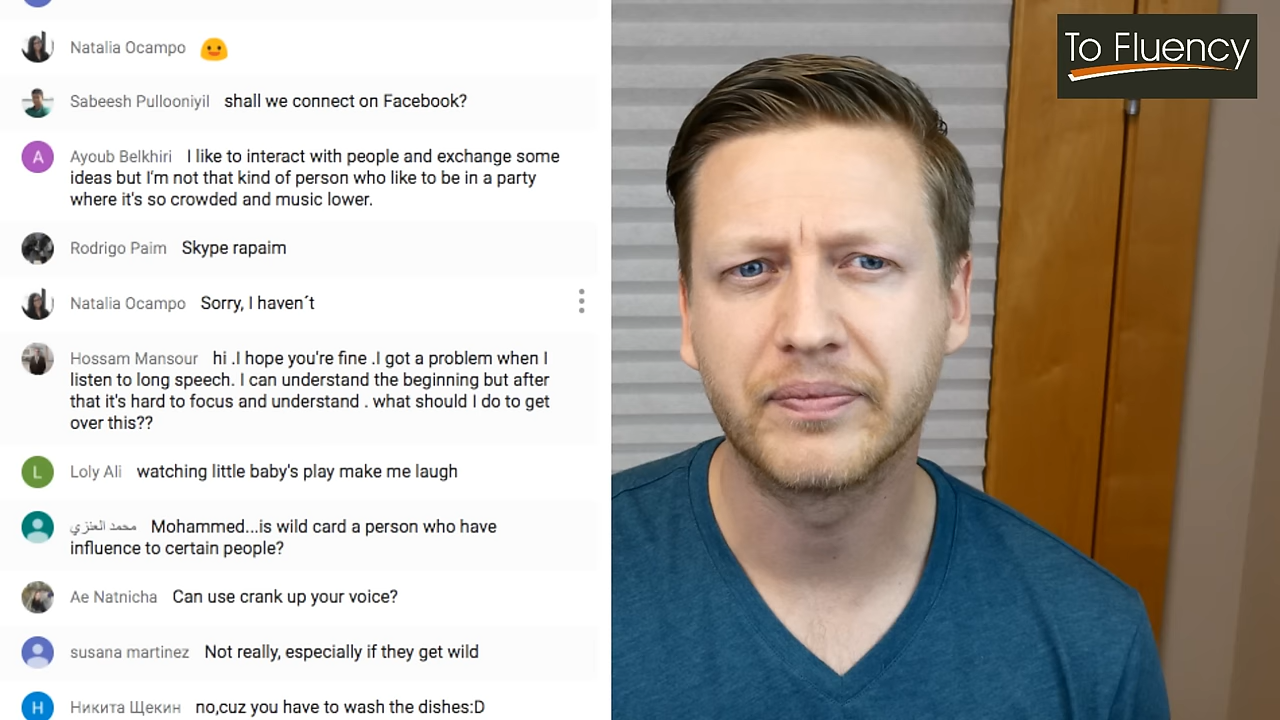 Natalia Ocampo
Sabeesh Pullooniyil shall we connect on Facebook?
Ayoub Belkhiri I like to interact with people and exchange some
ideas but I'm not that kind of person who like to be in a party
where it's so crowded and music lower.
Rodrigo Paim Skype rapaim
Natalia Ocampo Sorry, I haven´t
Hossam Mansour hi .I hope you're fine .I got a problem when I
listen to long speech. I can understand the beginning but after
that it's hard to focus and understand . what should I do to get
over this??
Loly Ali watching little baby's play make me laugh
محمد العنزي Mohammed...is wild card a person who have
influence to certain people?
Ae Natnicha Can use crank up your voice?
susana martinez Not really, especially if they get wild
Никита Щекин no,cuz you have to wash the dishes:D
A
L
Н
To Fluency